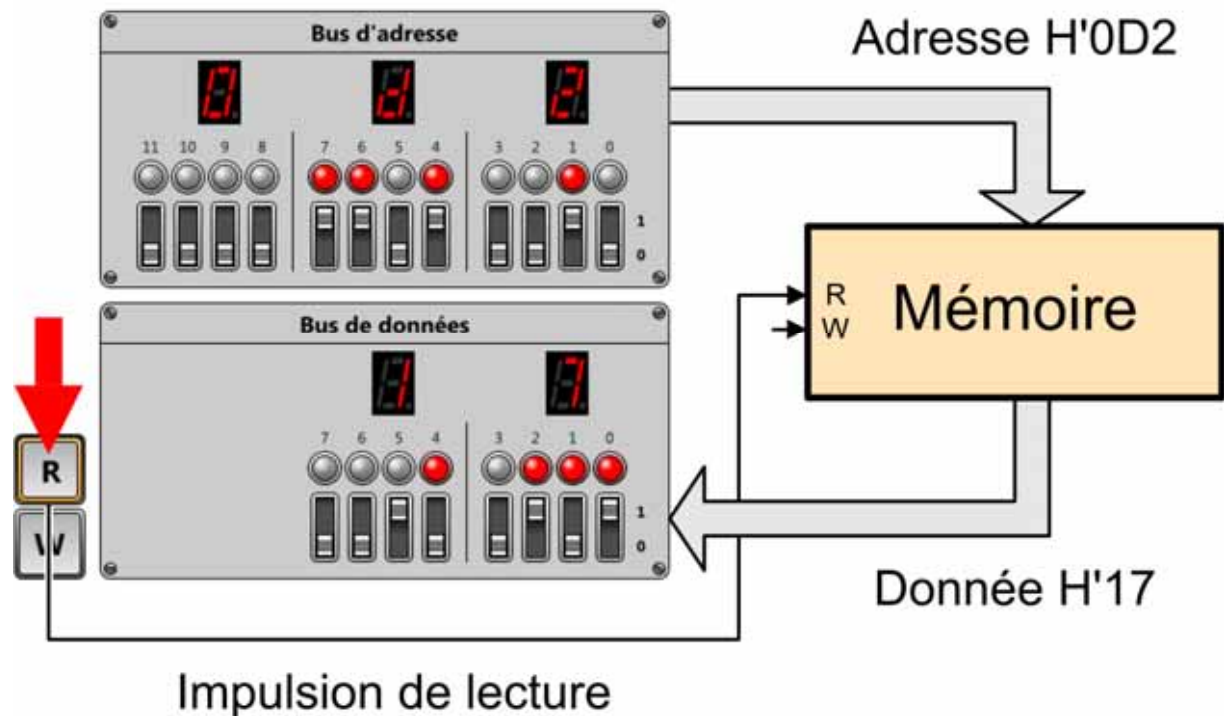 Bus d'adresse
Adresse H'0D2
0 d 2
11 10 9 8 7 6 5 4 3 2 1 0
1
0
R
W
Mémoire
Bus de données
1 7
7 6 5 4 3 2 1 0
1
0
R
W
Donnée H'17
Impulsion de lecture